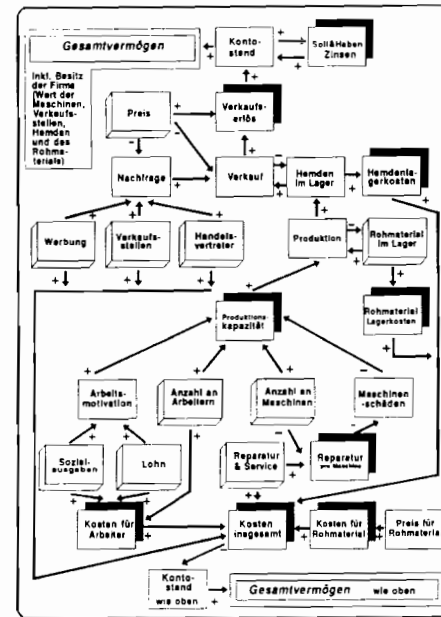 Gesamtvermögen
Konto-
stand
Soll&Haben
Zinsen
Inkl. Besitz
der Firma
(Wert der
Maschinen,
Verkaufs-
stellen,
Hemden
und des
Rohma-
terials)
Preis
Verkaufs-
erlös
Nachfrage
Verkauf
Hemden
im Lager
Hemdenla-
gerkosten
Werbung
Verkaufs-
stellen
Handels-
vertreter
Produktion
Rohmaterial
im Lager
Produktions-
kapazität
Rohmaterial
Lagerkosten
Arbeits-
motivation
Anzahl an
Arbeitern
Anzahl an
Maschinen
Maschinen
-schäden
Sozial-
ausgaben
Lohn
Reparatur
& Service
Reparatur
pro Maschine
Kosten für
Arbeiter
Kosten
insgesamt
Kosten für
Rohmaterial
Preis für
Rohmaterial
Konto-
stand
wie oben
Gesamtvermögen wie oben